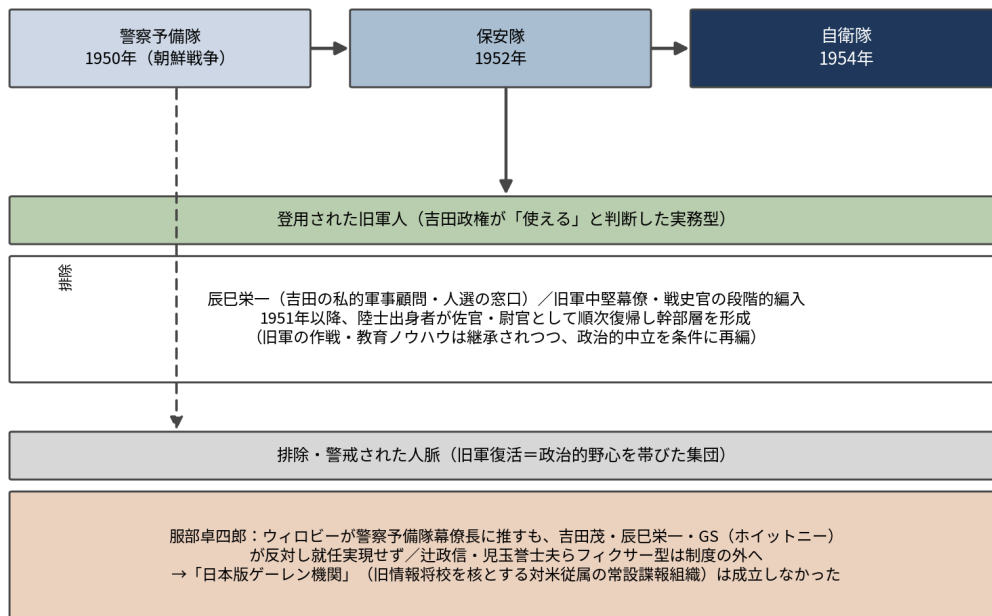 警察予備隊
1950年（朝鮮戦争）
保安隊
1952年
自衛隊
1954年
登用された旧軍人（吉田政権が「使える」と判断した実務型）
排除
辰巳栄一（吉田の私的軍事顧問・人選の窓口）／旧軍中堅幕僚・戦史官の段階的編入
1951年以降、陸士出身者が佐官・尉官として順次復帰し幹部層を形成
（旧軍の作戦・教育ノウハウは継承されつつ、政治的中立を条件に再編）
排除・警戒された人脈（旧軍復活＝政治的野心を帯びた集団）
服部卓四郎：ウィロビーが警察予備隊幕僚長に推すも、吉田茂・辰巳栄一・GS（ホイットニー）
が反対し就任実現せず／辻政信・児玉誉士夫らフィクサー型は制度の外へ
→「日本版ゲーレン機関」（旧情報将校を核とする対米従属の常設諜報組織）は成立しなかった